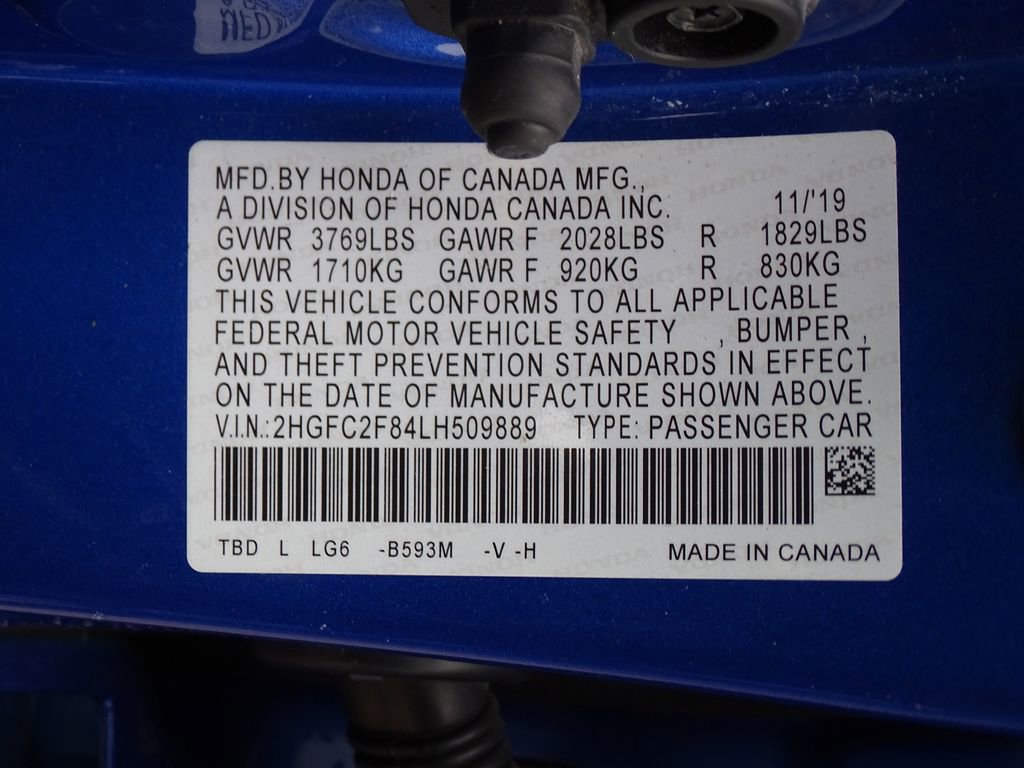 NED
MFD.BY HONDA OF CANADA MFG.,
A DIVISION OF HONDA CANADA INC. 11/'19
GVWR 3769LBS GAWR F 2028LBS R 1829LBS
GVWR 1710KG GAWR F 920KG R 830KG
THIS VEHICLE CONFORMS TO ALL APPLICABLE
FEDERAL MOTOR VEHICLE SAFETY , BUMPER ,
AND THEFT PREVENTION STANDARDS IN EFFECT
ON THE DATE OF MANUFACTURE SHOWN ABOVE.
V.I.N.:2HGFC2F84LH509889 TYPE: PASSENGER CAR
TBD L LG6 -B593M -V -H MADE IN CANADA